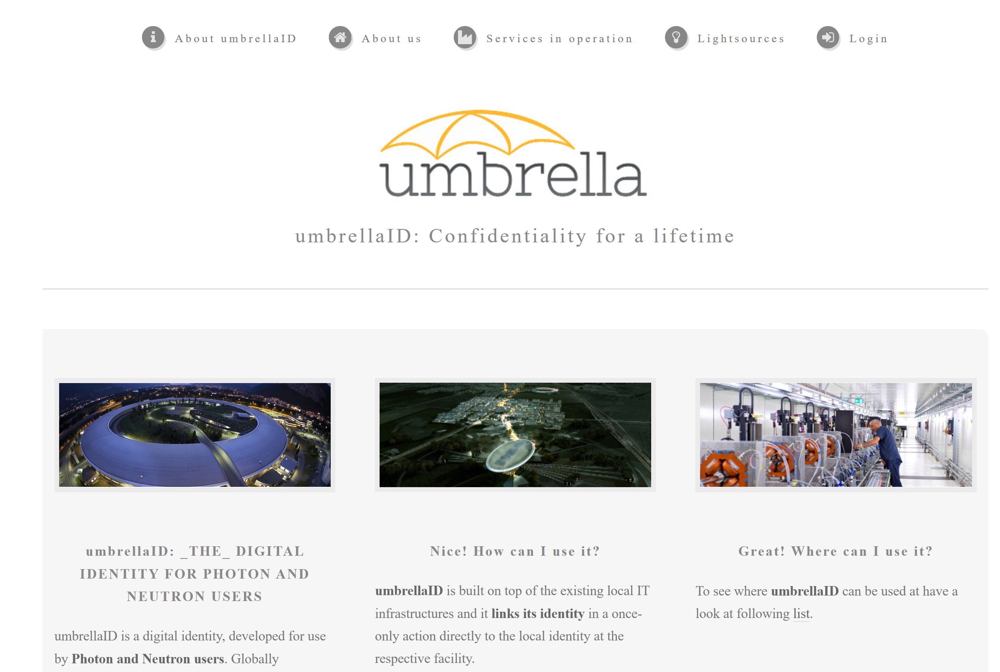 About umbrellaID
About us
Services in operation
Lightsources
Login
umbrella
umbrellaID: Confidentiality for a lifetime
umbrellaID: _THE_ DIGITAL
IDENTITY FOR PHOTON AND
NEUTRON USERS
umbrellaID is a digital identity, developed for use
by Photon and Neutron users. Globally
Nice! How can I use it?
umbrellaID is built on top of the existing local IT
infrastructures and it links its identity in a once-
only action directly to the local identity at the
respective facility.
Great! Where can I use it?
To see where umbrellaID can be used at have a
look at following list.